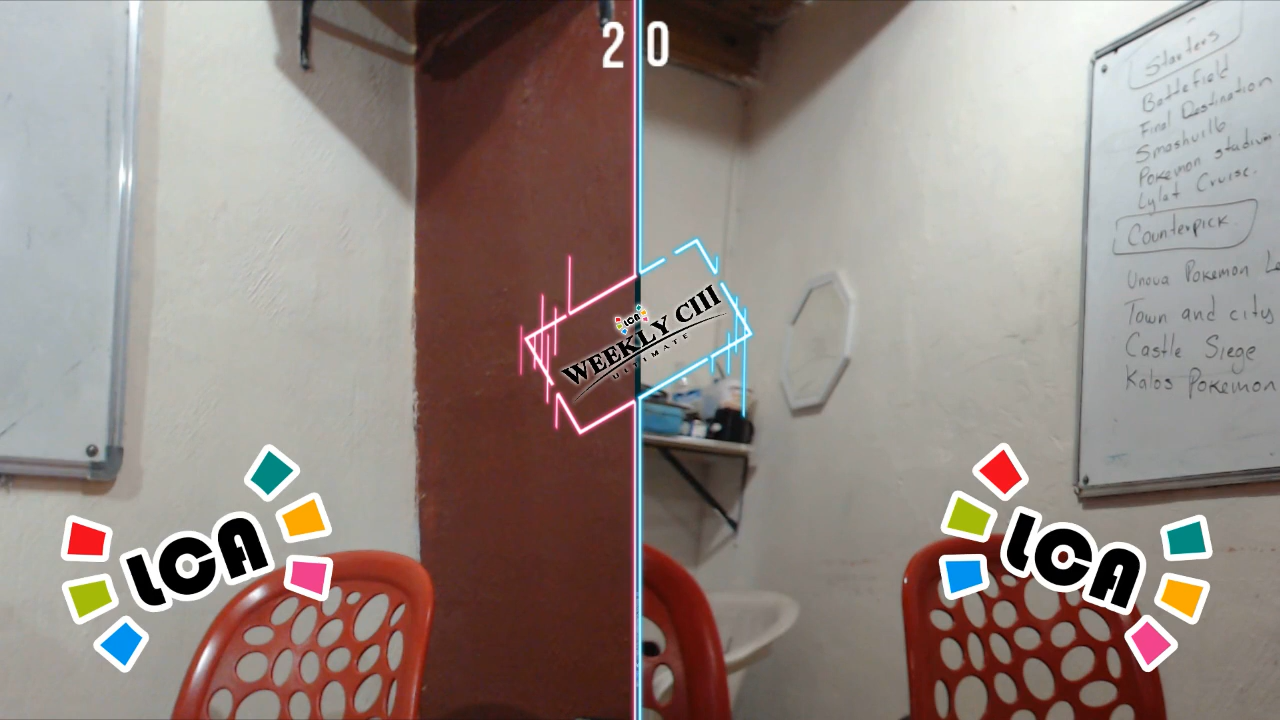 2 0
Starters
Battlefield
Final Destination
Smashville
Pokemon stadium
Lylat Cruise.
Counterpick.
Unova Pokemon
Town and city
Castle Siege
Kalos Pokemon
LCA
WEEKLY CIII
ULTIMATE
LCA
LCA